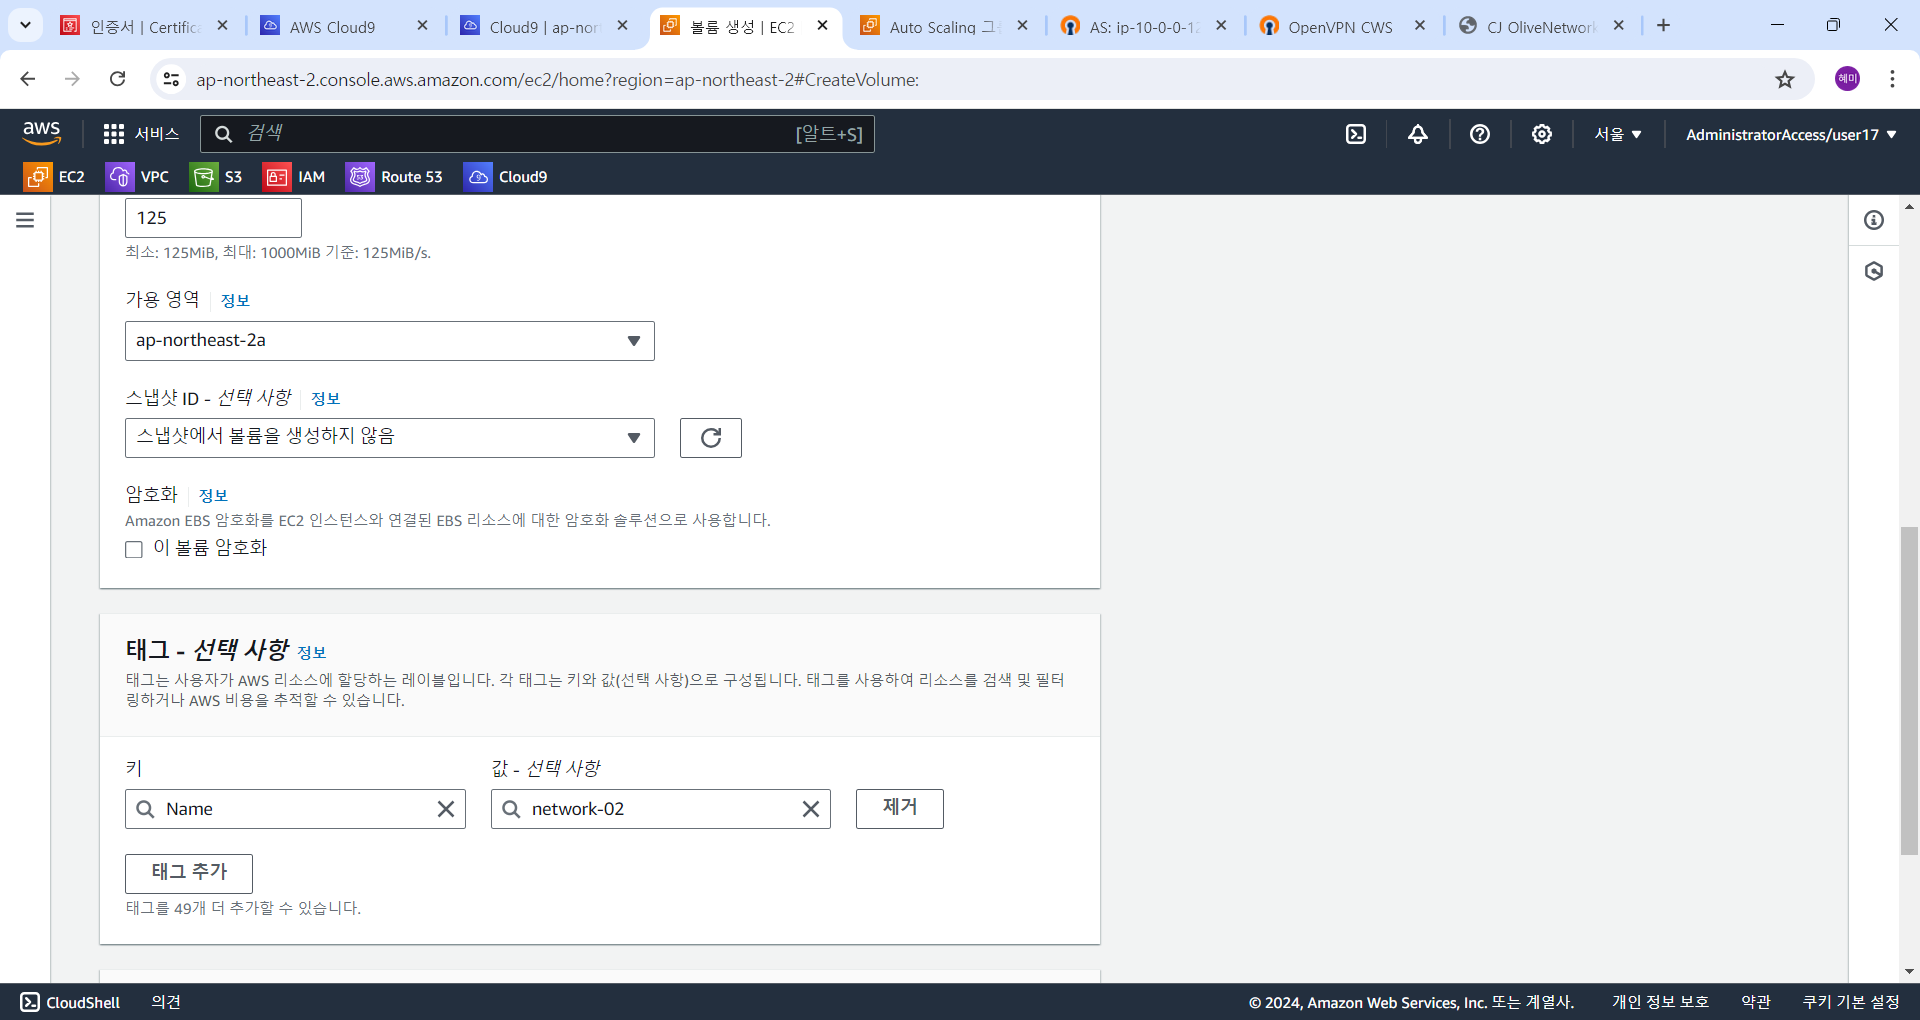 인증서 | Certific
AWS Cloud9
Cloud9 | ap-nor
볼륨 생성 | EC2
Auto Scaling 그
AS: ip-10-0-0-12
OpenVPN CWS
CJ OliveNetwork
ap-northeast-2.console.aws.amazon.com/ec2/home?region=ap-northeast-2#CreateVolume:
혜미
aws
서비스
검색
[알트+S]
서울
AdministratorAccess/user17
EC2
VPC
S3
IAM
Route 53
Cloud9
125
최소: 125MiB, 최대: 1000MiB 기준: 125MiB/s.
가용 영역 정보
ap-northeast-2a
스냅샷 ID - 선택 사항 정보
스냅샷에서 볼륨을 생성하지 않음
암호화 정보
Amazon EBS 암호화를 EC2 인스턴스와 연결된 EBS 리소스에 대한 암호화 솔루션으로 사용합니다.
이 볼륨 암호화
태그 - 선택 사항 정보
태그는 사용자가 AWS 리소스에 할당하는 레이블입니다. 각 태그는 키와 값(선택 사항)으로 구성됩니다. 태그를 사용하여 리소스를 검색 및 필터
링하거나 AWS 비용을 추적할 수 있습니다.
키
값 - 선택 사항
Name
network-02
제거
태그 추가
태그를 49개 더 추가할 수 있습니다.
CloudShell
의견
© 2024, Amazon Web Services, Inc. 또는 계열사.
개인 정보 보호
약관
쿠키 기본 설정